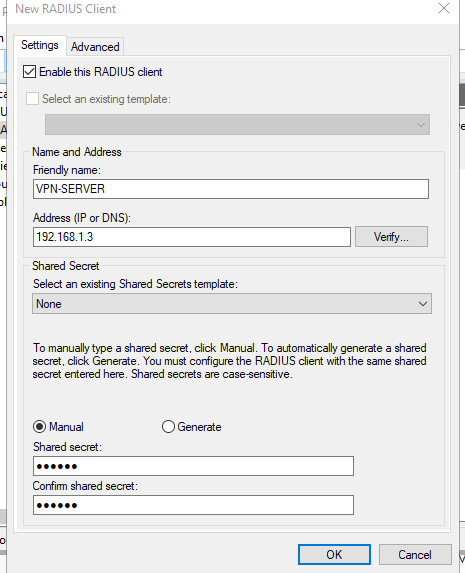 New RADIUS Client
Settings
Advanced
Enable this RADIUS client
Select an existing template:
Name and Address
Friendly name:
VPN-SERVER
Address (IP or DNS):
192.168.1.3
Verify...
Shared Secret
Select an existing Shared Secrets template:
None
To manually type a shared secret, click Manual. To automatically generate a shared
secret, click Generate. You must configure the RADIUS client with the same shared
secret entered here. Shared secrets are case-sensitive.
Manual
Generate
Shared secret:
●●●●●●
Confirm shared secret:
●●●●●●
OK
Cancel